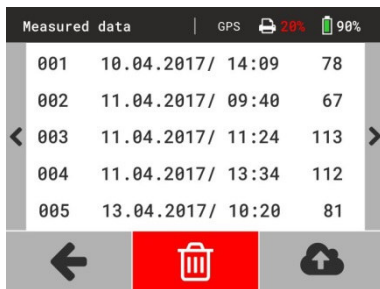 Measured data | GPS 20% 90%
001 10.04.2017/ 14:09 78
002 11.04.2017/ 09:40 67
003 11.04.2017/ 11:24 113
004 11.04.2017/ 13:34 112
005 13.04.2017/ 10:20 81